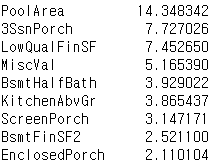 PoolArea 14.348342
3SsnPorch 7.727026
LowQualFinSF 7.452650
MiscVal 5.165390
BsmtHalfBath 3.929022
KitchenAbvGr 3.865437
ScreenPorch 3.147171
BsmtFinSF2 2.521100
EnclosedPorch 2.110104